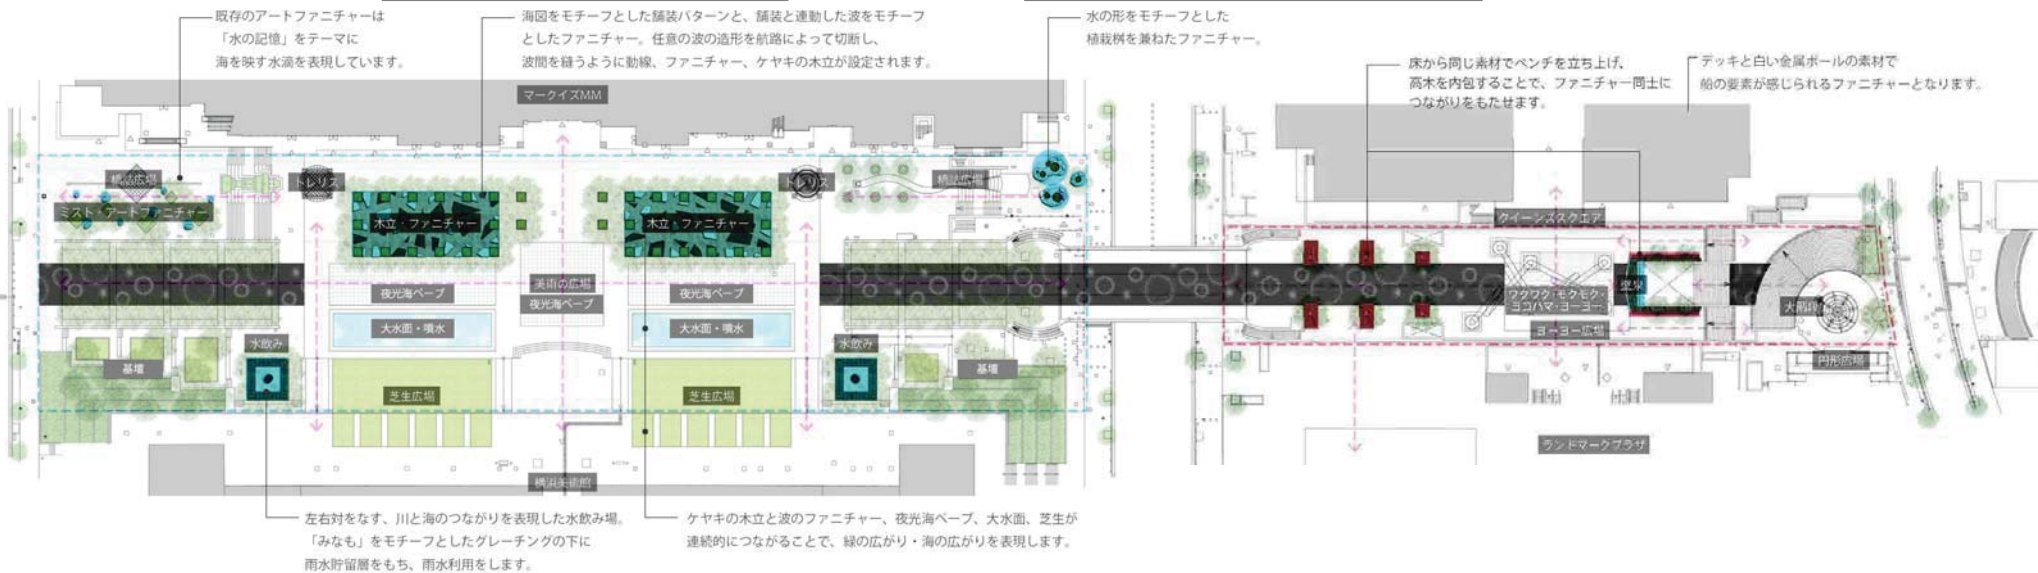 既存のアートファニチャーは
「水の記憶」をテーマに
海を映す水滴を表現しています。
海図をモチーフとした舗装パターンと、舗装と連動した波をモチーフ
としたファニチャー。任意の波の造形を航路によって切断し、
波間を縫うように動線、ファニチャー、ケヤキの木立が設定されます。
水の形をモチーフとした
植栽桝を兼ねたファニチャー。
床から同じ素材でベンチを立ち上げ、
高木を内包することで、ファニチャー同士に
つながりをもたせます。
デッキと白い金属ポールの素材で
船の要素が感じられるファニチャーとなります。
マークイズMM
トレリス
トレリス
ミスト・アートファニチャー
木立・ファニチャー
木立・ファニチャー
クイーンズスクエア
美術の広場
夜光海ペーブ
夜光海ペーブ
夜光海ペーブ
大水面・噴水
大水面・噴水
ワクワク・モクモク・
ヨコハマ・ヨーヨー
壁泉
大階段
ヨーヨー広場
水飲み
水飲み
基壇
基壇
円形広場
芝生広場
芝生広場
ランドマークプラザ
横浜美術館
左右対をなす、川と海のつながりを表現した水飲み場。
「みなも」をモチーフとしたグレーチングの下に
雨水貯留層をもち、雨水利用をします。
ケヤキの木立と波のファニチャー、夜光海ペーブ、大水面、芝生が
連続的につながることで、緑の広がり・海の広がりを表現します。